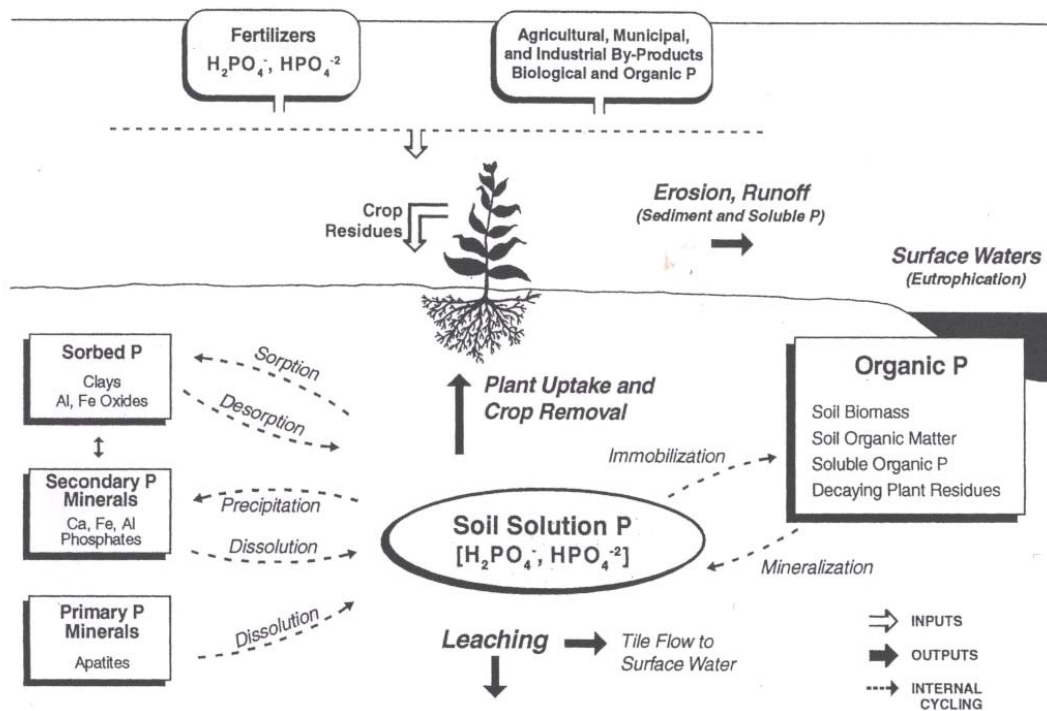 Fertilizers
H₂PO₄⁻, HPO₄⁻²
Agricultural, Municipal,
and Industrial By-Products
Biological and Organic P
Crop
Residues
Erosion, Runoff
(Sediment and Soluble P)
Surface Waters
(Eutrophication)
Sorbed P
Clays
Al, Fe Oxides
Sorption
Desorption
Plant Uptake and
Crop Removal
Organic P
Soil Biomass
Soil Organic Matter
Soluble Organic P
Decaying Plant Residues
Immobilization
Secondary P
Minerals
Ca, Fe, Al
Phosphates
Precipitation
Dissolution
Soil Solution P
[H₂PO₄⁻, HPO₄⁻²]
Mineralization
Primary P
Minerals
Apatites
Dissolution
Leaching
Tile Flow to
Surface Water
INPUTS
OUTPUTS
INTERNAL
CYCLING